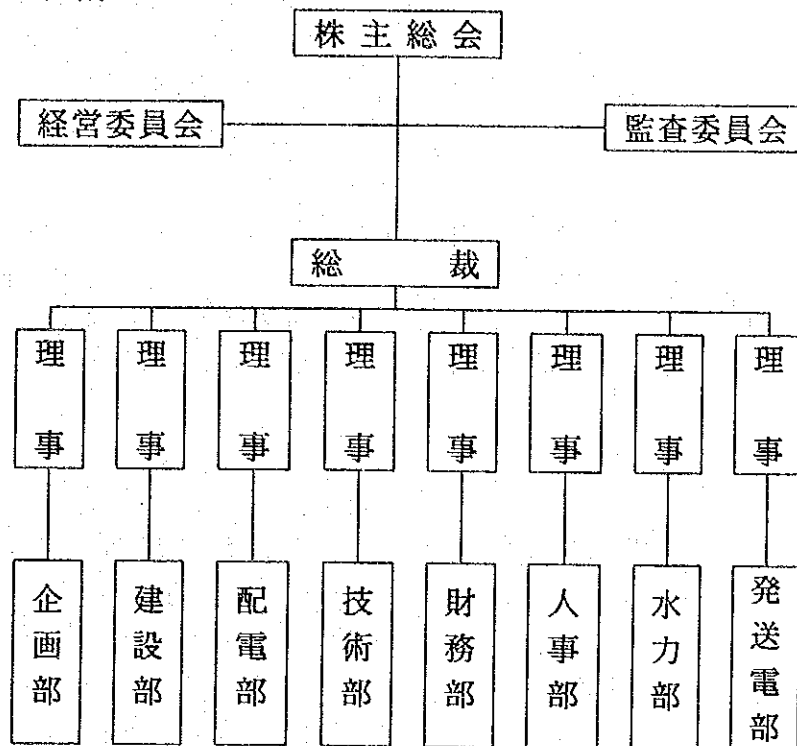 株主総会
経営委員会
監査委員会
総裁
理事
理事
理事
理事
理事
理事
理事
理事
企画部
建設部
配電部
技術部
財務部
人事部
水力部
発送電部